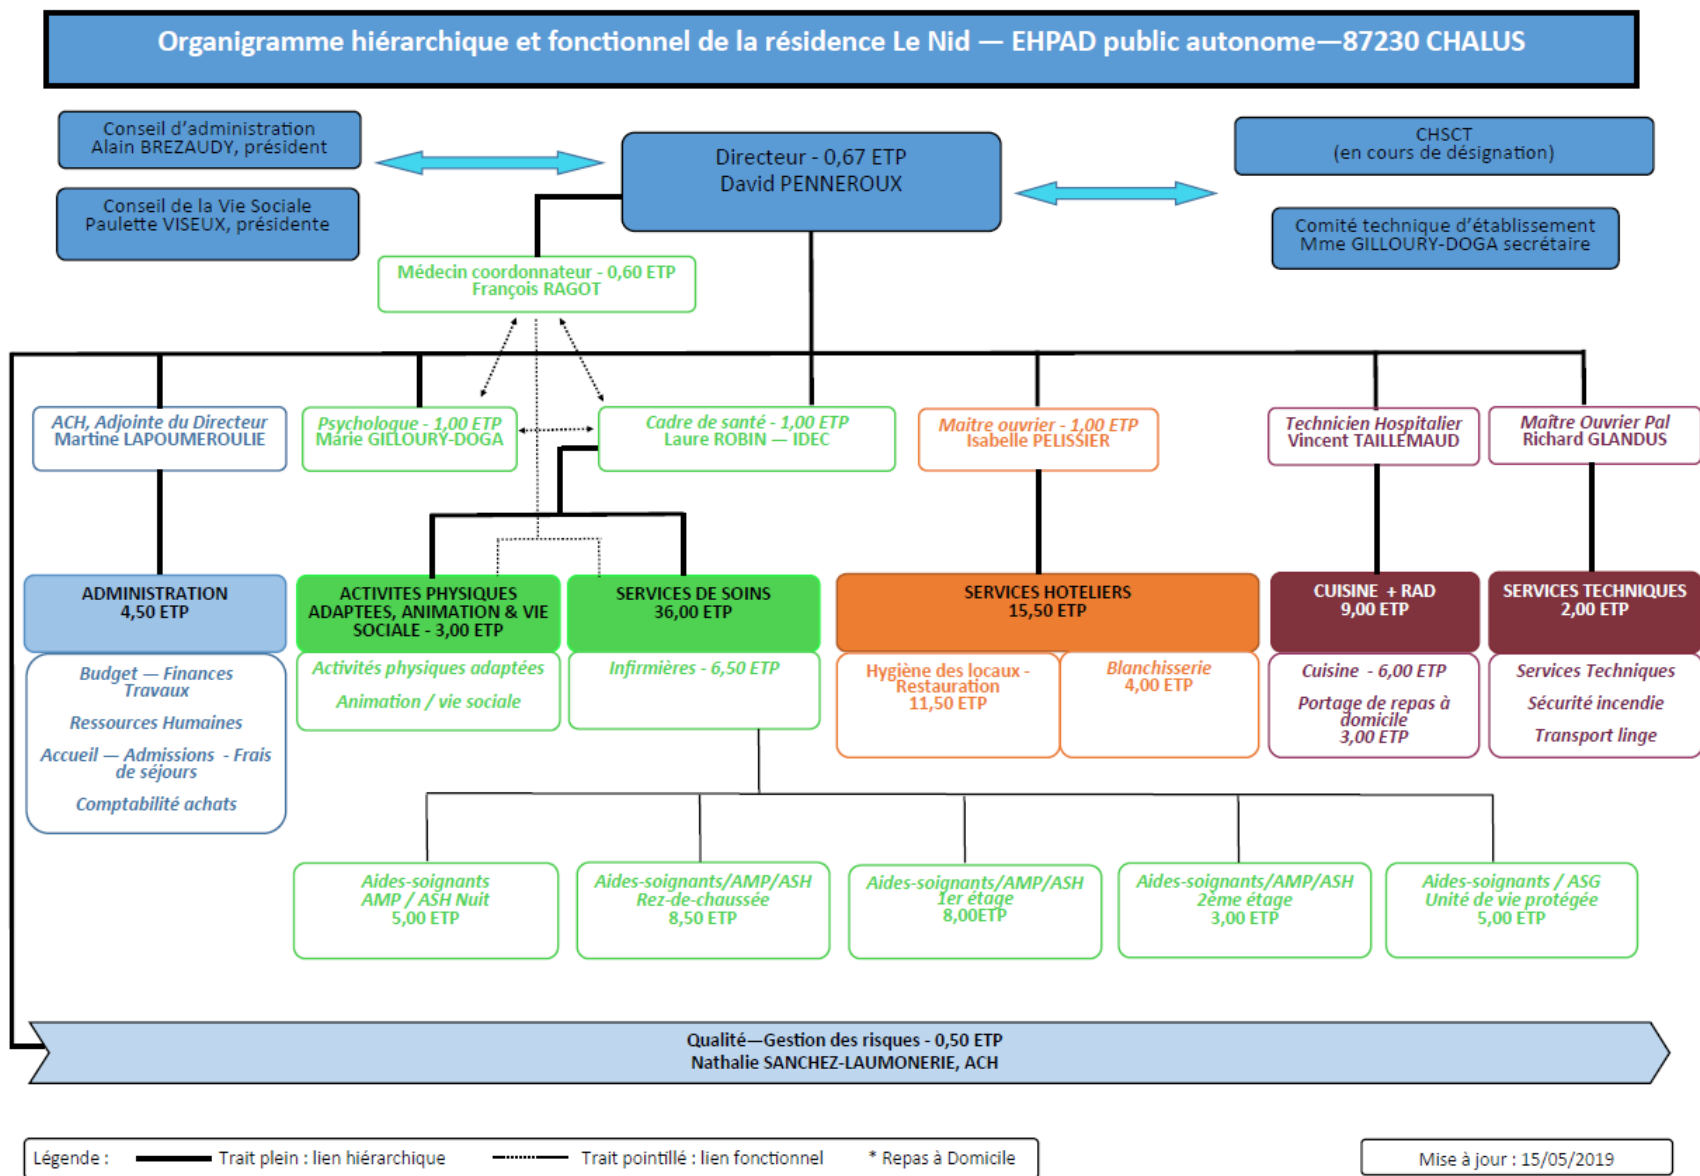 Organigramme hiérarchique et fonctionnel de la résidence Le Nid — EHPAD public autonome—87230 CHALUS
Conseil d'administration
Alain BREZAUDY, président
Conseil de la Vie Sociale
Paulette VISEUX, présidente
Directeur - 0,67 ETP
David PENNEROUX
CHSCT
(en cours de désignation)
Comité technique d'établissement
Mme GILLOURY-DOGA secrétaire
Médecin coordonnateur - 0,60 ETP
François RAGOT
ACH, Adjointe du Directeur
Martine LAPOUMEROULIE
Psychologue - 1,00 ETP
Marie GILLOURY-DOGA
Cadre de santé - 1,00 ETP
Laure ROBIN — IDEC
Maitre ouvrier - 1,00 ETP
Isabelle PELISSIER
Technicien Hospitalier
Vincent TAILLEMAUD
Maître Ouvrier Pal
Richard GLANDUS
ADMINISTRATION
4,50 ETP
ACTIVITES PHYSIQUES
ADAPTEES, ANIMATION & VIE
SOCIALE - 3,00 ETP
SERVICES DE SOINS
36,00 ETP
SERVICES HOTELIERS
15,50 ETP
CUISINE + RAD
9,00 ETP
SERVICES TECHNIQUES
2,00 ETP
Budget — Finances
Travaux
Ressources Humaines
Accueil — Admissions - Frais
de séjours
Comptabilité achats
Activités physiques adaptées
Animation / vie sociale
Infirmières - 6,50 ETP
Hygiène des locaux -
Restauration
11,50 ETP
Blanchisserie
4,00 ETP
Cuisine - 6,00 ETP
Portage de repas à
domicile
3,00 ETP
Services Techniques
Sécurité incendie
Transport linge
Aides-soignants
AMP / ASH Nuit
5,00 ETP
Aides-soignants/AMP/ASH
Rez-de-chaussée
8,50 ETP
Aides-soignants/AMP/ASH
1er étage
8,00ETP
Aides-soignants/AMP/ASH
2ème étage
3,00 ETP
Aides-soignants / ASG
Unité de vie protégée
5,00 ETP
Qualité—Gestion des risques - 0,50 ETP
Nathalie SANCHEZ-LAUMONERIE, ACH
Légende : Trait plein : lien hiérarchique Trait pointillé : lien fonctionnel * Repas à Domicile
Mise à jour : 15/05/2019